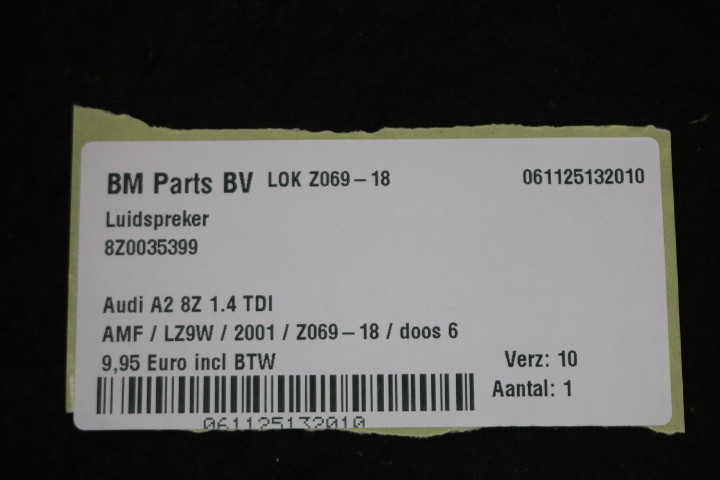 BM Parts BV LOK Z069-18 061125132010
Luidspreker
8Z0035399
Audi A2 8Z 1.4 TDI
AMF / LZ9W / 2001 / Z069-18 / doos 6
9,95 Euro incl BTW Verz: 10
Aantal: 1
061125132010